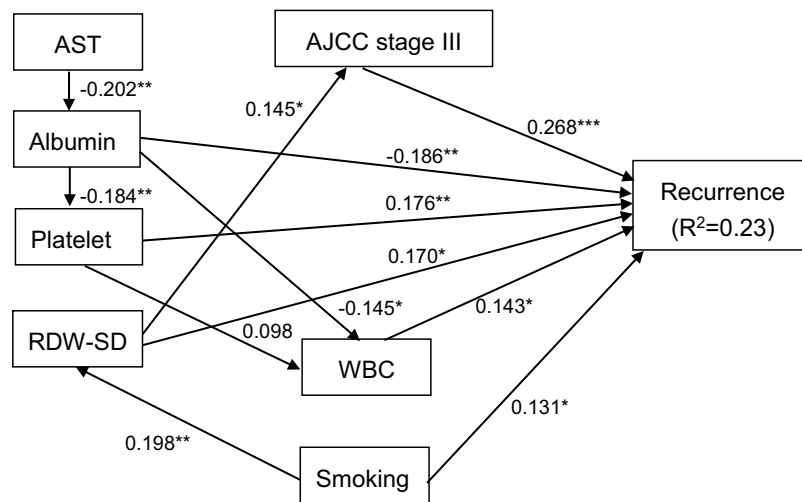 AST
AJCC stage III
-0.202**
0.145*
Albumin
0.268***
-0.186**
-0.184**
Recurrence
(R²=0.23)
0.176**
Platelet
0.170*
-0.145*
0.143*
0.098
RDW-SD
WBC
0.131*
0.198**
Smoking